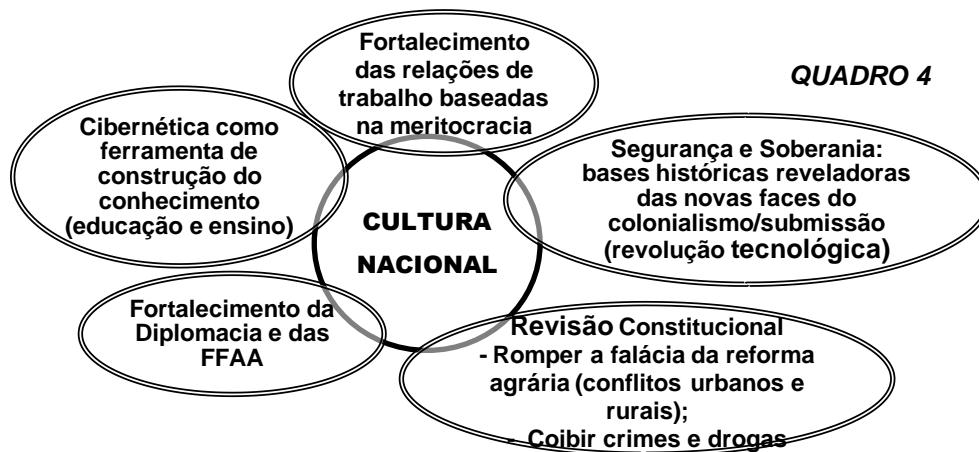 Fortalecimento
das relações de
trabalho baseadas
na meritocracia
QUADRO 4
Cibernética como
ferramenta de
construção do
conhecimento
(educação e ensino)
Segurança e Soberania:
bases históricas reveladoras
das novas faces do
colonialismo/submissão
(revolução tecnológica)
CULTURA
NACIONAL
Fortalecimento da
Diplomacia e das
FFAA
Revisão Constitucional
- Romper a falácia da reforma
agrária (conflitos urbanos e
rurais);
- Coibir crimes e drogas